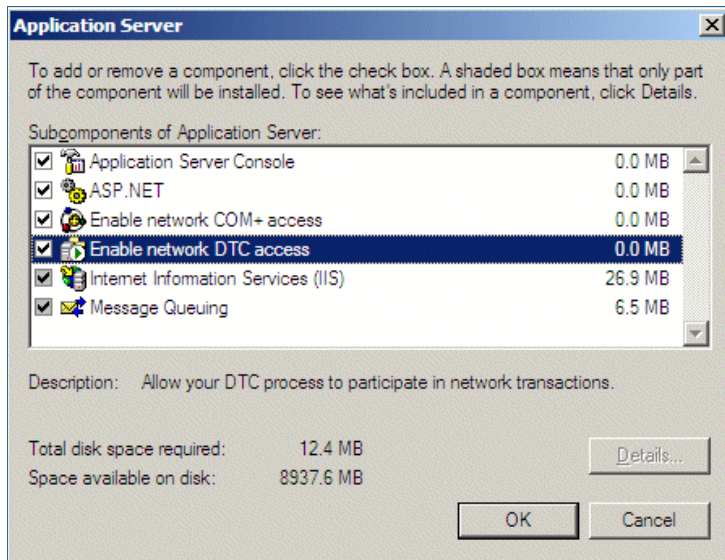 Application Server
To add or remove a component, click the check box. A shaded box means that only part
of the component will be installed. To see what's included in a component, click Details.
Subcomponents of Application Server:
Application Server Console 0.0 MB
ASP.NET 0.0 MB
Enable network COM+ access 0.0 MB
Enable network DTC access 0.0 MB
Internet Information Services (IIS) 26.9 MB
Message Queuing 6.5 MB
Description: Allow your DTC process to participate in network transactions.
Total disk space required: 12.4 MB
Details...
Space available on disk: 8937.6 MB
OK Cancel